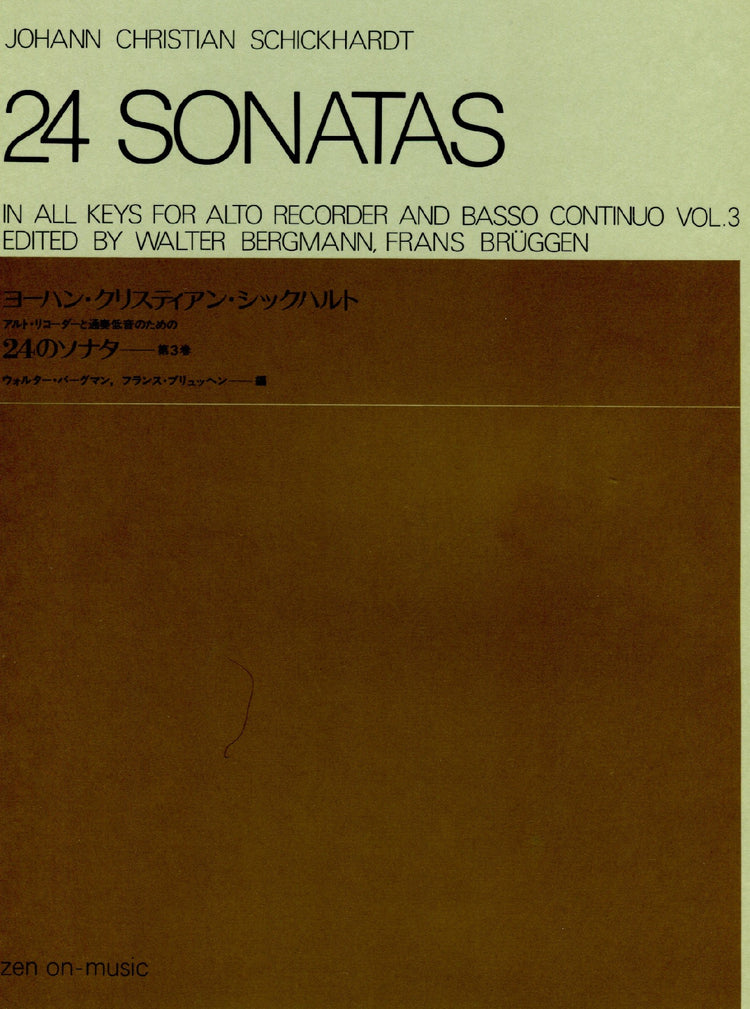 JOHANN CHRISTIAN SCHICKHARDT
24 SONATAS
IN ALL KEYS FOR ALTO RECORDER AND BASSO CONTINUO VOL.3
EDITED BY WALTER BERGMANN, FRANS BRÜGGEN
ヨーハン・クリスティアン・シックハルト
アルト・リコーダーと通奏低音のための
24のソナタ──第3巻
ウォルター・バーグマン, フランス・ブリュッヘン──編
zen on-music